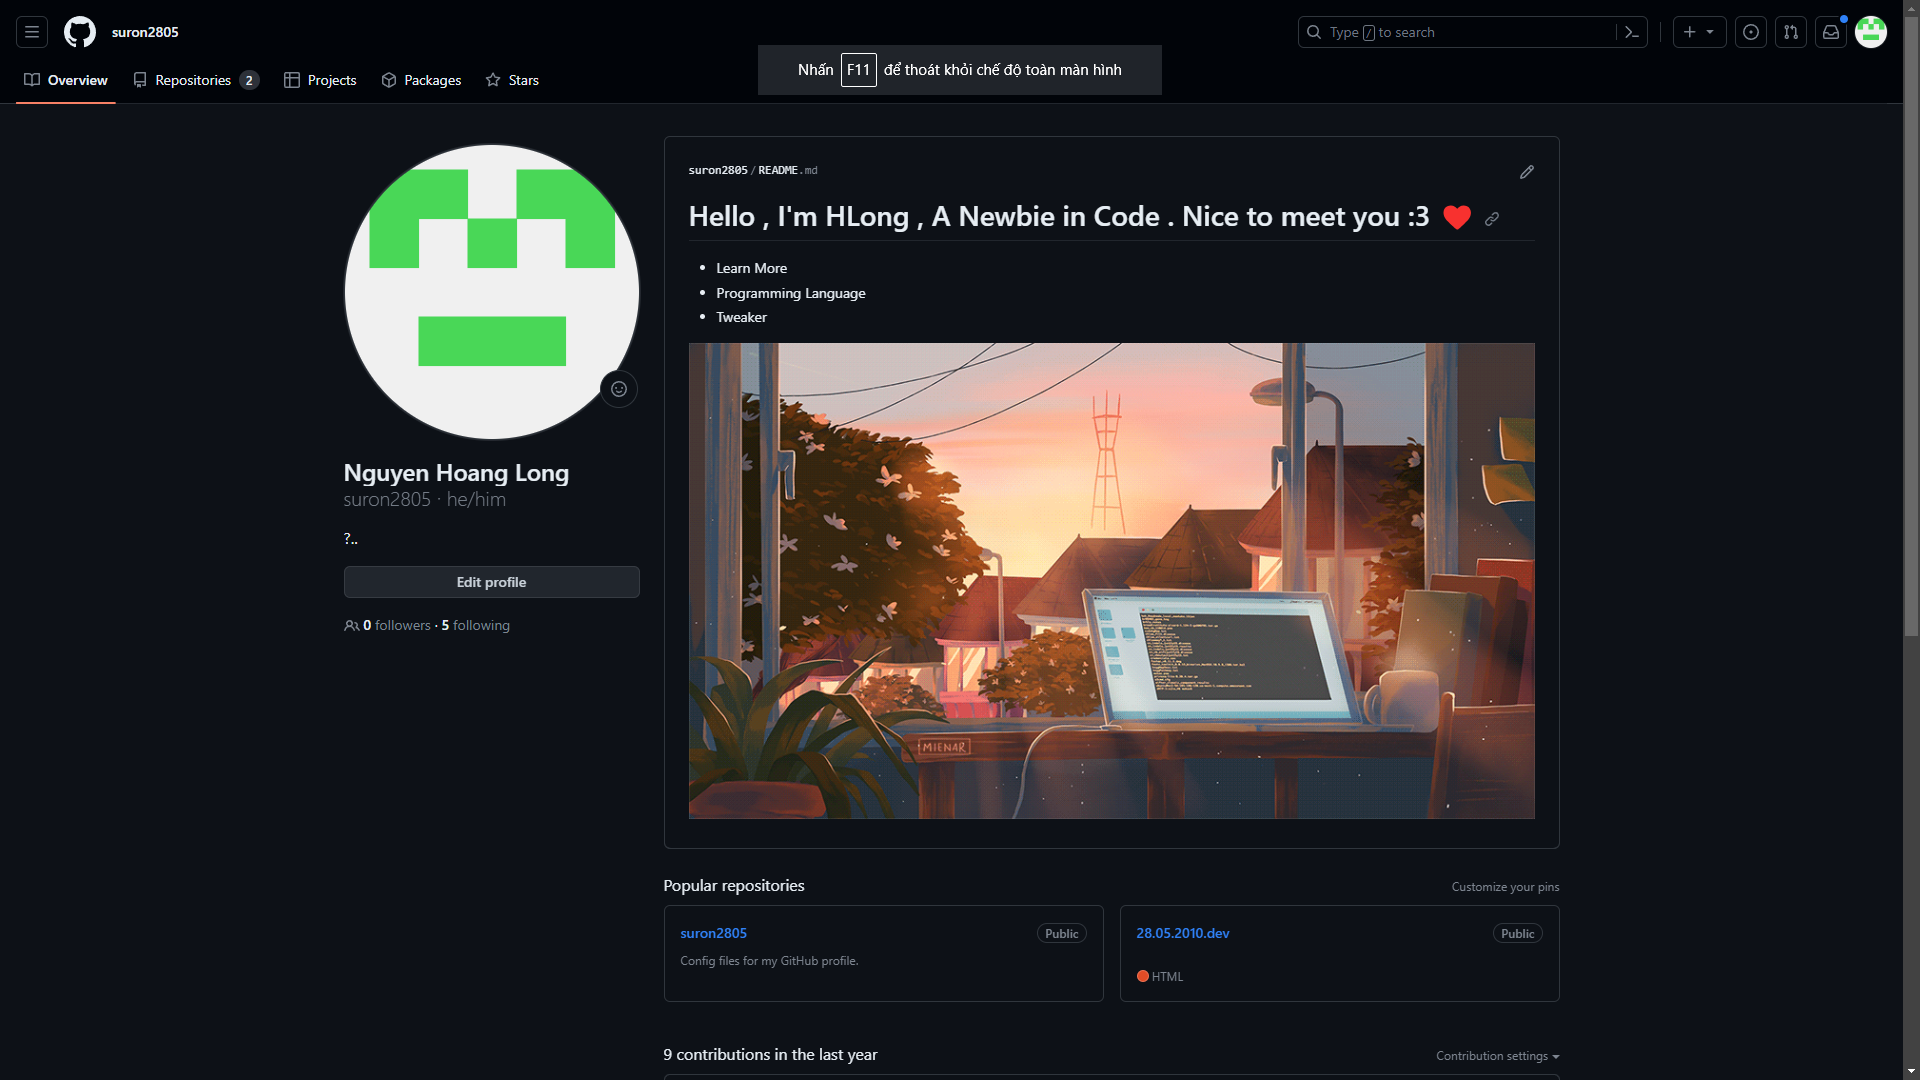 suron2805
Type / to search
Overview
Repositories 2
Projects
Packages
Stars
Nhấn F11 để thoát khỏi chế độ toàn màn hình
Nguyen Hoang Long
suron2805 · he/him
?..
Edit profile
0 followers · 5 following
suron2805/README.md
Hello , I'm HLong , A Newbie in Code . Nice to meet you :3 ❤️
• Learn More
• Programming Language
• Tweaker
MIENAR
Popular repositories
Customize your pins
suron2805
Public
Config files for my GitHub profile.
28.05.2010.dev
Public
HTML
9 contributions in the last year
Contribution settings